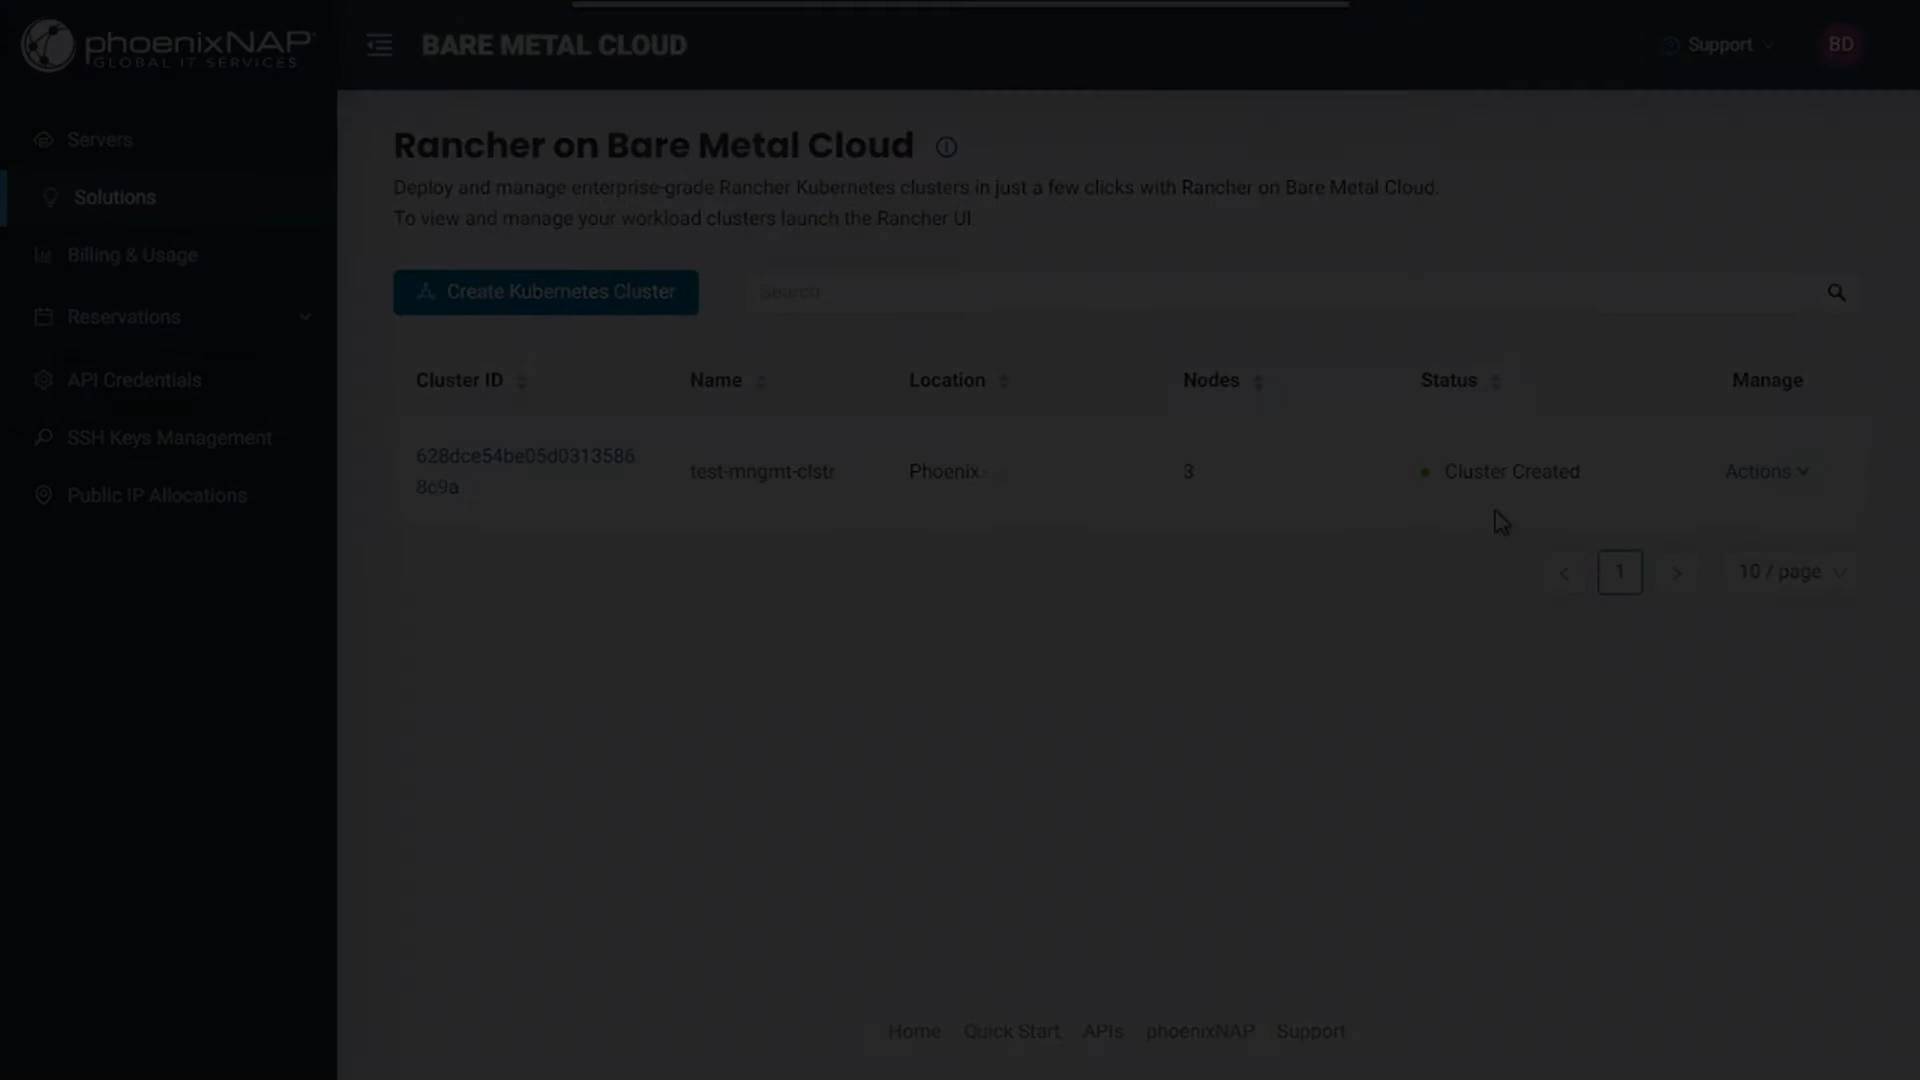 phoenixNAP
GLOBAL IT SERVICES
BARE METAL CLOUD
Support
BD
Servers
Solutions
Billing & Usage
Reservations
API Credentials
SSH Keys Management
Public IP Allocations
Rancher on Bare Metal Cloud
Deploy and manage enterprise-grade Rancher Kubernetes clusters in just a few clicks with Rancher on Bare Metal Cloud.
To view and manage your workload clusters launch the Rancher UI
Create Kubernetes Cluster
Search
Cluster ID Name Location Nodes Status Manage
628dce54be05d0313586
8c9a
test-mngmt-clstr Phoenix 3 Cluster Created Actions
1 10 / page
Home Quick Start APIs phoenixNAP Support